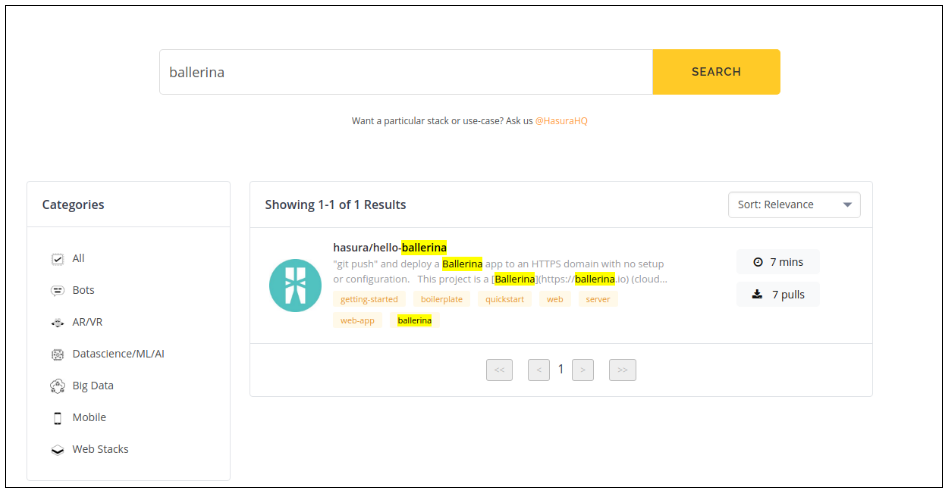 ballerina
SEARCH
Want a particular stack or use-case? Ask us @HasuraHQ
Categories
All
Bots
AR/VR
Datascience/ML/AI
Big Data
Mobile
Web Stacks
Showing 1-1 of 1 Results
Sort: Relevance
hasura/hello-ballerina
"git push" and deploy a Ballerina app to an HTTPS domain with no setup
or configuration. This project is a [Ballerina](https://ballerina.io) (cloud...
getting-started boilerplate quickstart web server
web-app ballerina
7 mins
7 pulls
<< < 1 > >>